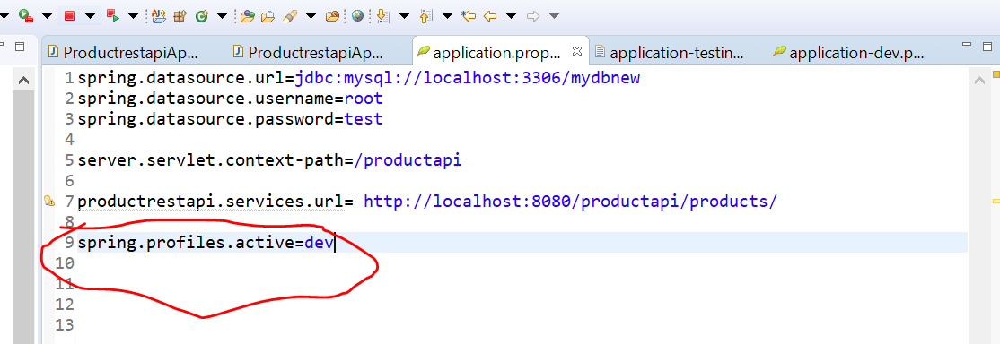 ProductrestapiAp...
ProductrestapiAp...
application.prop...
application-testin...
application-dev.p...
1 spring.datasource.url=jdbc:mysql://localhost:3306/mydbnew
2 spring.datasource.username=root
3 spring.datasource.password=test
4
5 server.servlet.context-path=/productapi
6
7 productrestapi.services.url= http://localhost:8080/productapi/products/
8
9 spring.profiles.active=dev
10
11
12
13